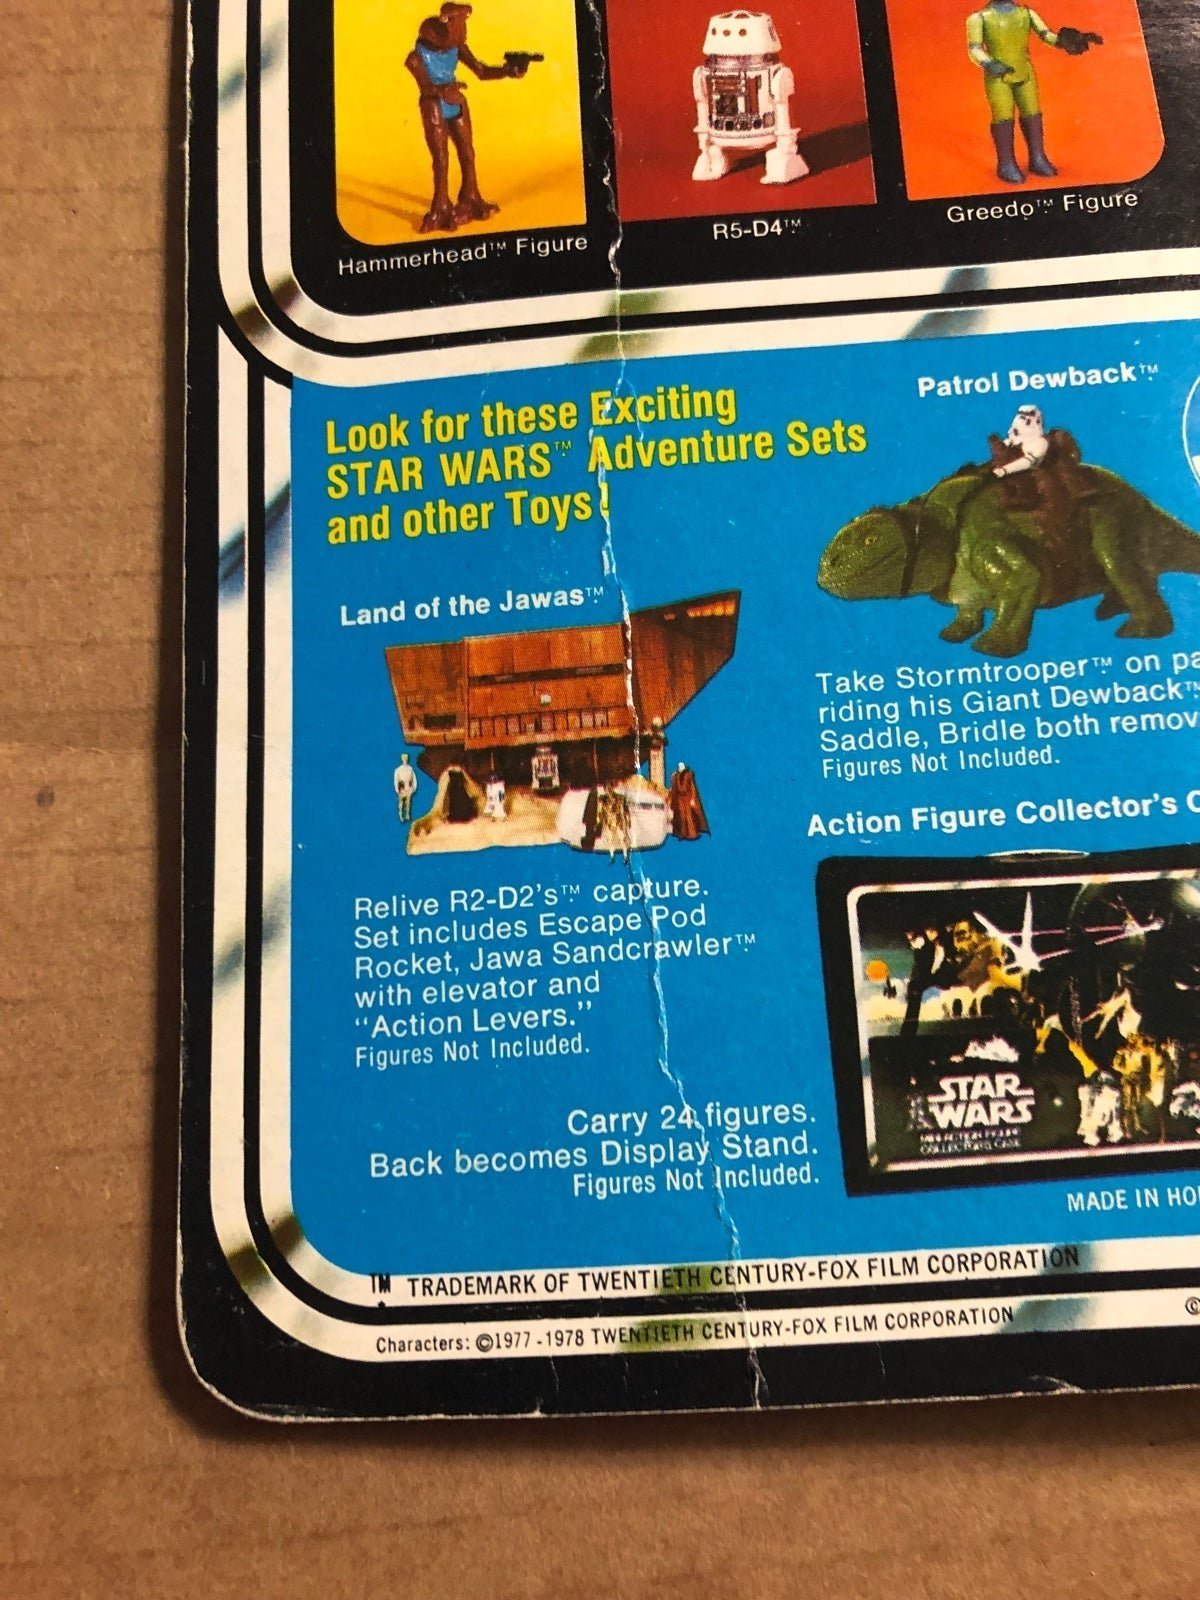 Hammerhead™ Figure
R5-D4™
Greedo™ Figure
Look for these Exciting
STAR WARS™ Adventure Sets
and other Toys!
Land of the Jawas™
Relive R2-D2's™ capture.
Set includes Escape Pod
Rocket, Jawa Sandcrawler™
with elevator and
"Action Levers."
Figures Not Included.
Patrol Dewback™
Take Stormtrooper™ on pa
riding his Giant Dewback™
Saddle, Bridle both remov
Figures Not Included.
Action Figure Collector's C
STAR
WARS
Carry 24 figures.
Back becomes Display Stand.
Figures Not Included.
MADE IN HO
TM TRADEMARK OF TWENTIETH CENTURY-FOX FILM CORPORATION
Characters: ©1977-1978 TWENTIETH CENTURY-FOX FILM CORPORATION
©